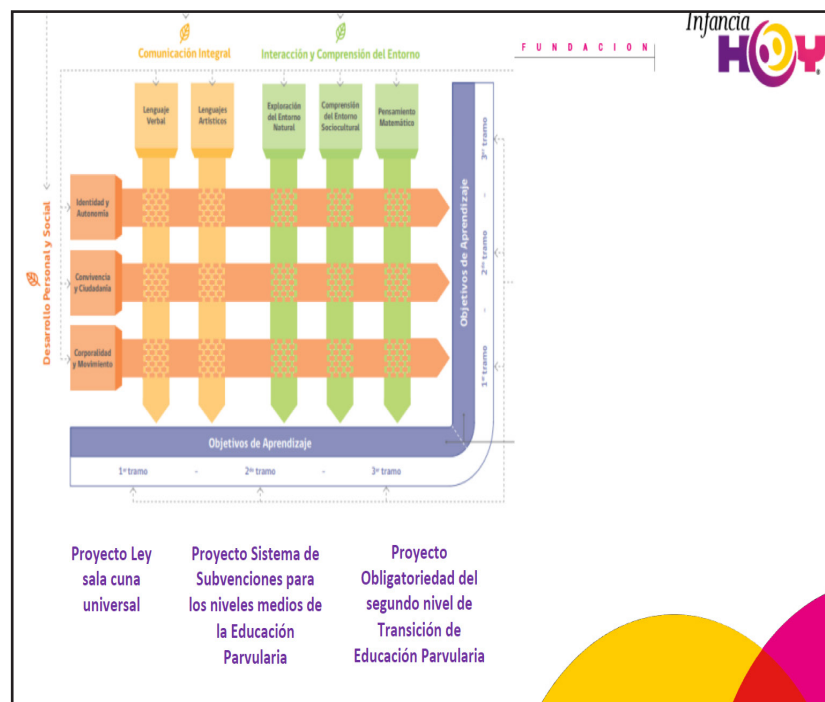 Infancia
HOY
FUNDACION
Comunicación Integral
Interacción y Comprensión del Entorno
Lenguaje
Verbal
Lenguajes
Artísticos
Exploración
del Entorno
Natural
Comprensión
del Entorno
Sociocultural
Pensamiento
Matemático
Desarrollo Personal y Social
Identidad y
Autonomía
Convivencia
y Ciudadanía
Corporalidad
y Movimiento
Objetivos de Aprendizaje
1er tramo - 2do tramo - 3er tramo
Objetivos de Aprendizaje
1er tramo - 2do tramo - 3er tramo
Proyecto Ley
sala cuna
universal
Proyecto Sistema de
Subvenciones para
los niveles medios de
la Educación
Parvularia
Proyecto
Obligatoriedad del
segundo nivel de
Transición de
Educación Parvularia